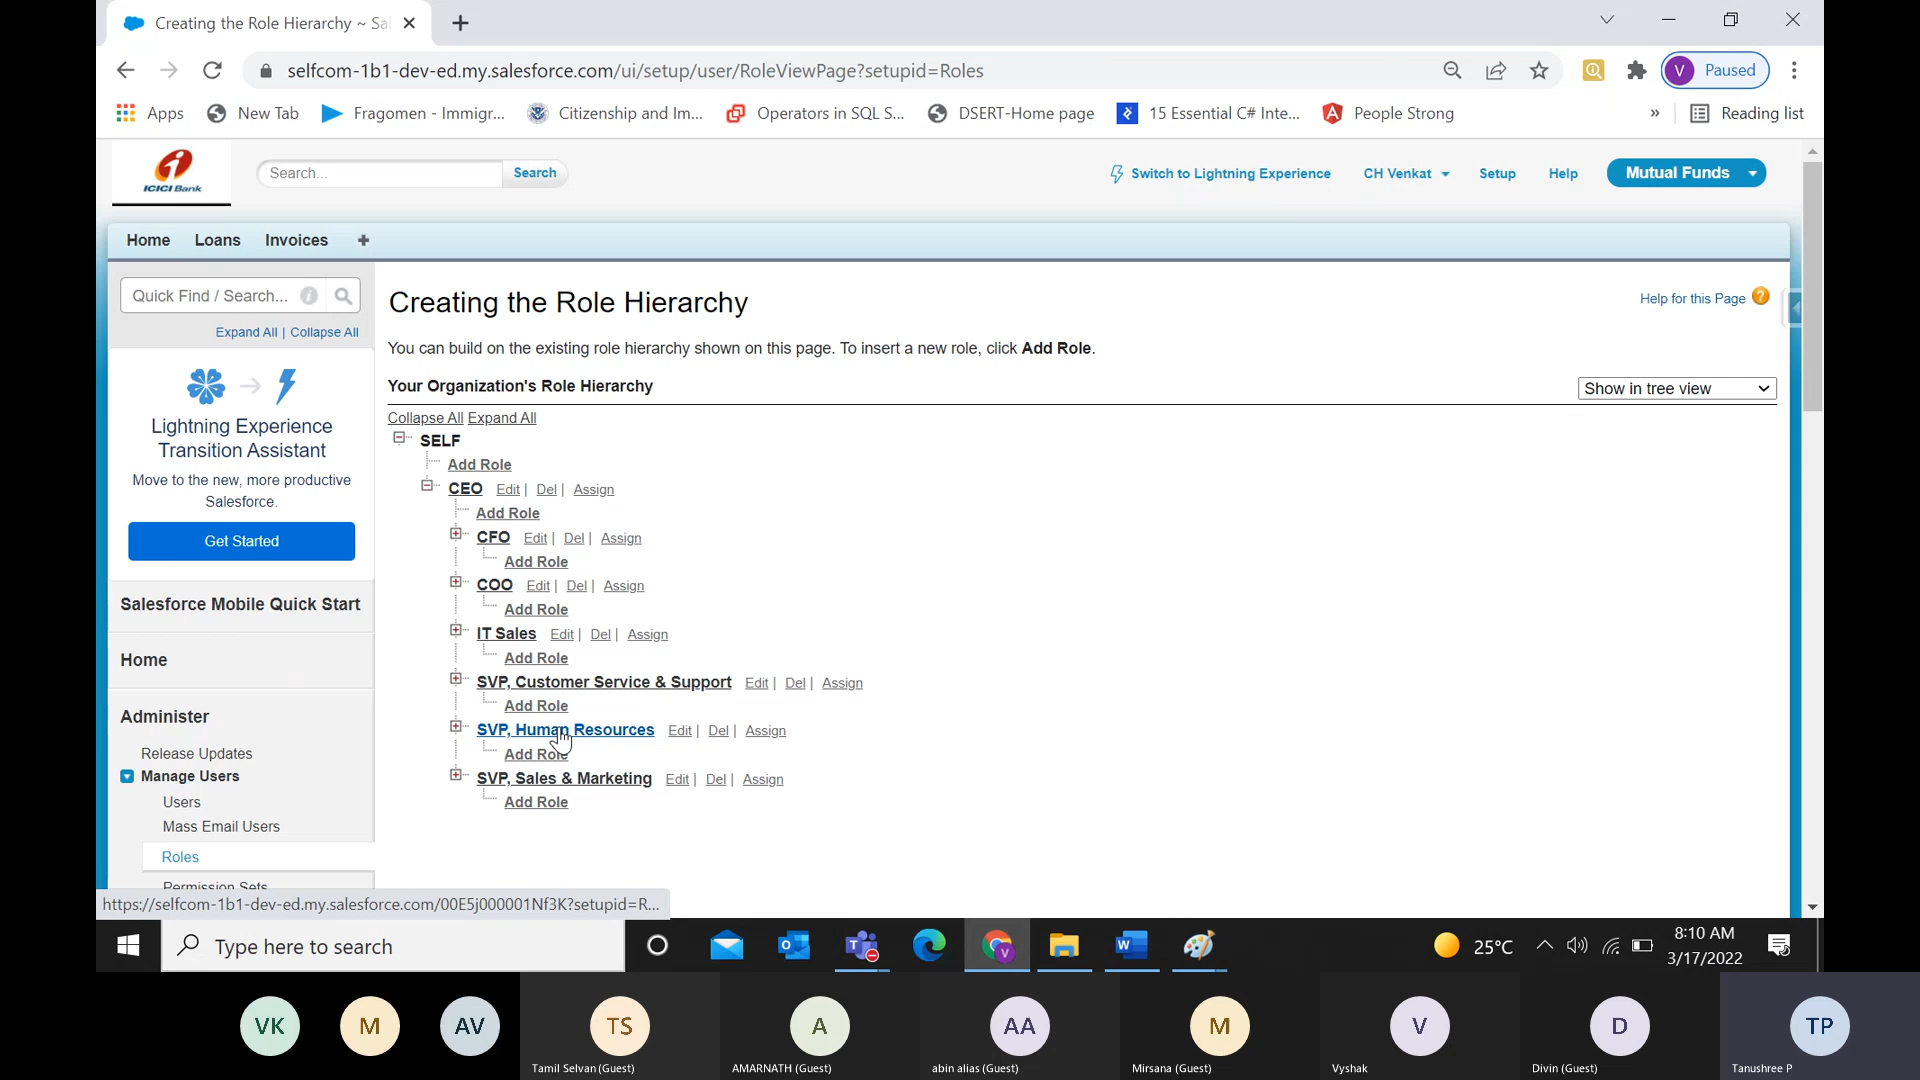 Creating the Role Hierarchy ~ Sa
selfcom-1b1-dev-ed.my.salesforce.com/ui/setup/user/RoleViewPage?setupid=Roles
V Paused
Apps New Tab Fragomen - Immigr... Citizenship and Im... Operators in SQL S... DSERT-Home page 15 Essential C# Inte... People Strong » Reading list
ICICI Bank
Search... Search
Switch to Lightning Experience CH Venkat Setup Help Mutual Funds
Home Loans Invoices +
Quick Find / Search...
Expand All | Collapse All
Lightning Experience
Transition Assistant
Move to the new, more productive
Salesforce.
Get Started
Salesforce Mobile Quick Start
Home
Administer
Release Updates
Manage Users
Users
Mass Email Users
Roles
Permission Sets
Creating the Role Hierarchy
Help for this Page ?
You can build on the existing role hierarchy shown on this page. To insert a new role, click Add Role.
Your Organization's Role Hierarchy
Show in tree view
Collapse All Expand All
SELF
Add Role
CEO Edit | Del | Assign
Add Role
CFO Edit | Del | Assign
Add Role
COO Edit | Del | Assign
Add Role
IT Sales Edit | Del | Assign
Add Role
SVP, Customer Service & Support Edit | Del | Assign
Add Role
SVP, Human Resources Edit | Del | Assign
Add Role
SVP, Sales & Marketing Edit | Del | Assign
Add Role
https://selfcom-1b1-dev-ed.my.salesforce.com/00E5j000001Nf3K?setupid=R...
Type here to search
25°C
8:10 AM
3/17/2022
VK M AV TS A AA M V D TP
Tamil Selvan (Guest) AMARNATH (Guest) abin alias (Guest) Mirsana (Guest) Vyshak Divin (Guest) Tanushree P